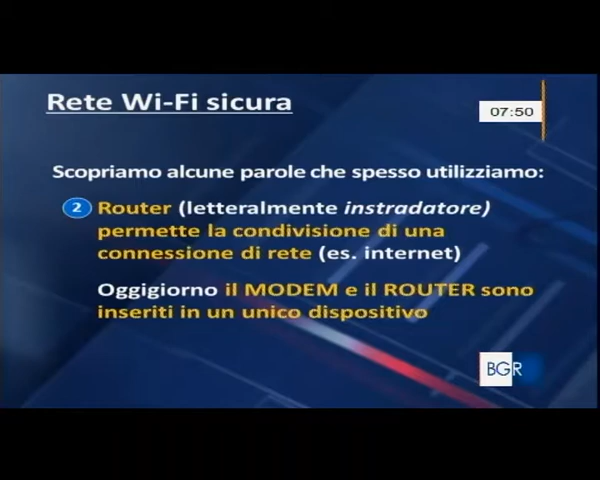 Rete Wi-Fi sicura
07:50
Scopriamo alcune parole che spesso utilizziamo:
2 Router (letteralmente instradatore)
permette la condivisione di una
connessione di rete (es. internet)
Oggigiorno il MODEM e il ROUTER sono
inseriti in un unico dispositivo
BGR